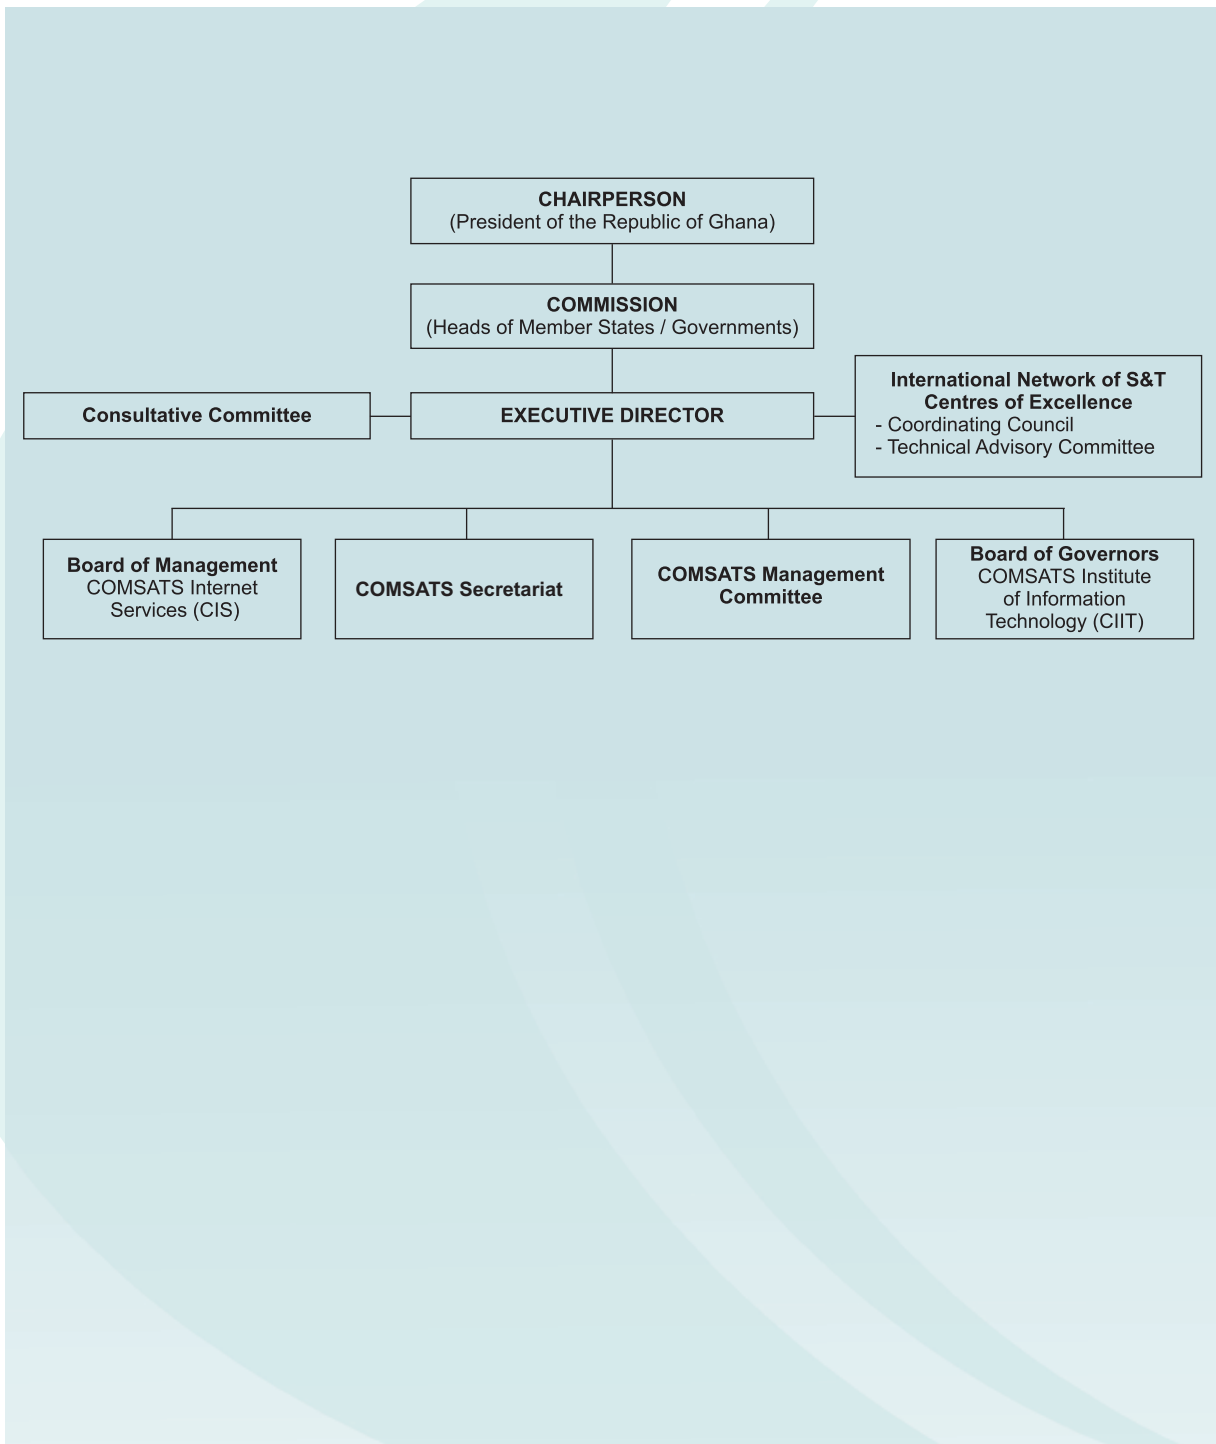 CHAIRPERSON
(President of the Republic of Ghana)
COMMISSION
(Heads of Member States / Governments)
Consultative Committee
EXECUTIVE DIRECTOR
International Network of S&T
Centres of Excellence
- Coordinating Council
- Technical Advisory Committee
Board of Management
COMSATS Internet
Services (CIS)
COMSATS Secretariat
COMSATS Management
Committee
Board of Governors
COMSATS Institute
of Information
Technology (CIIT)